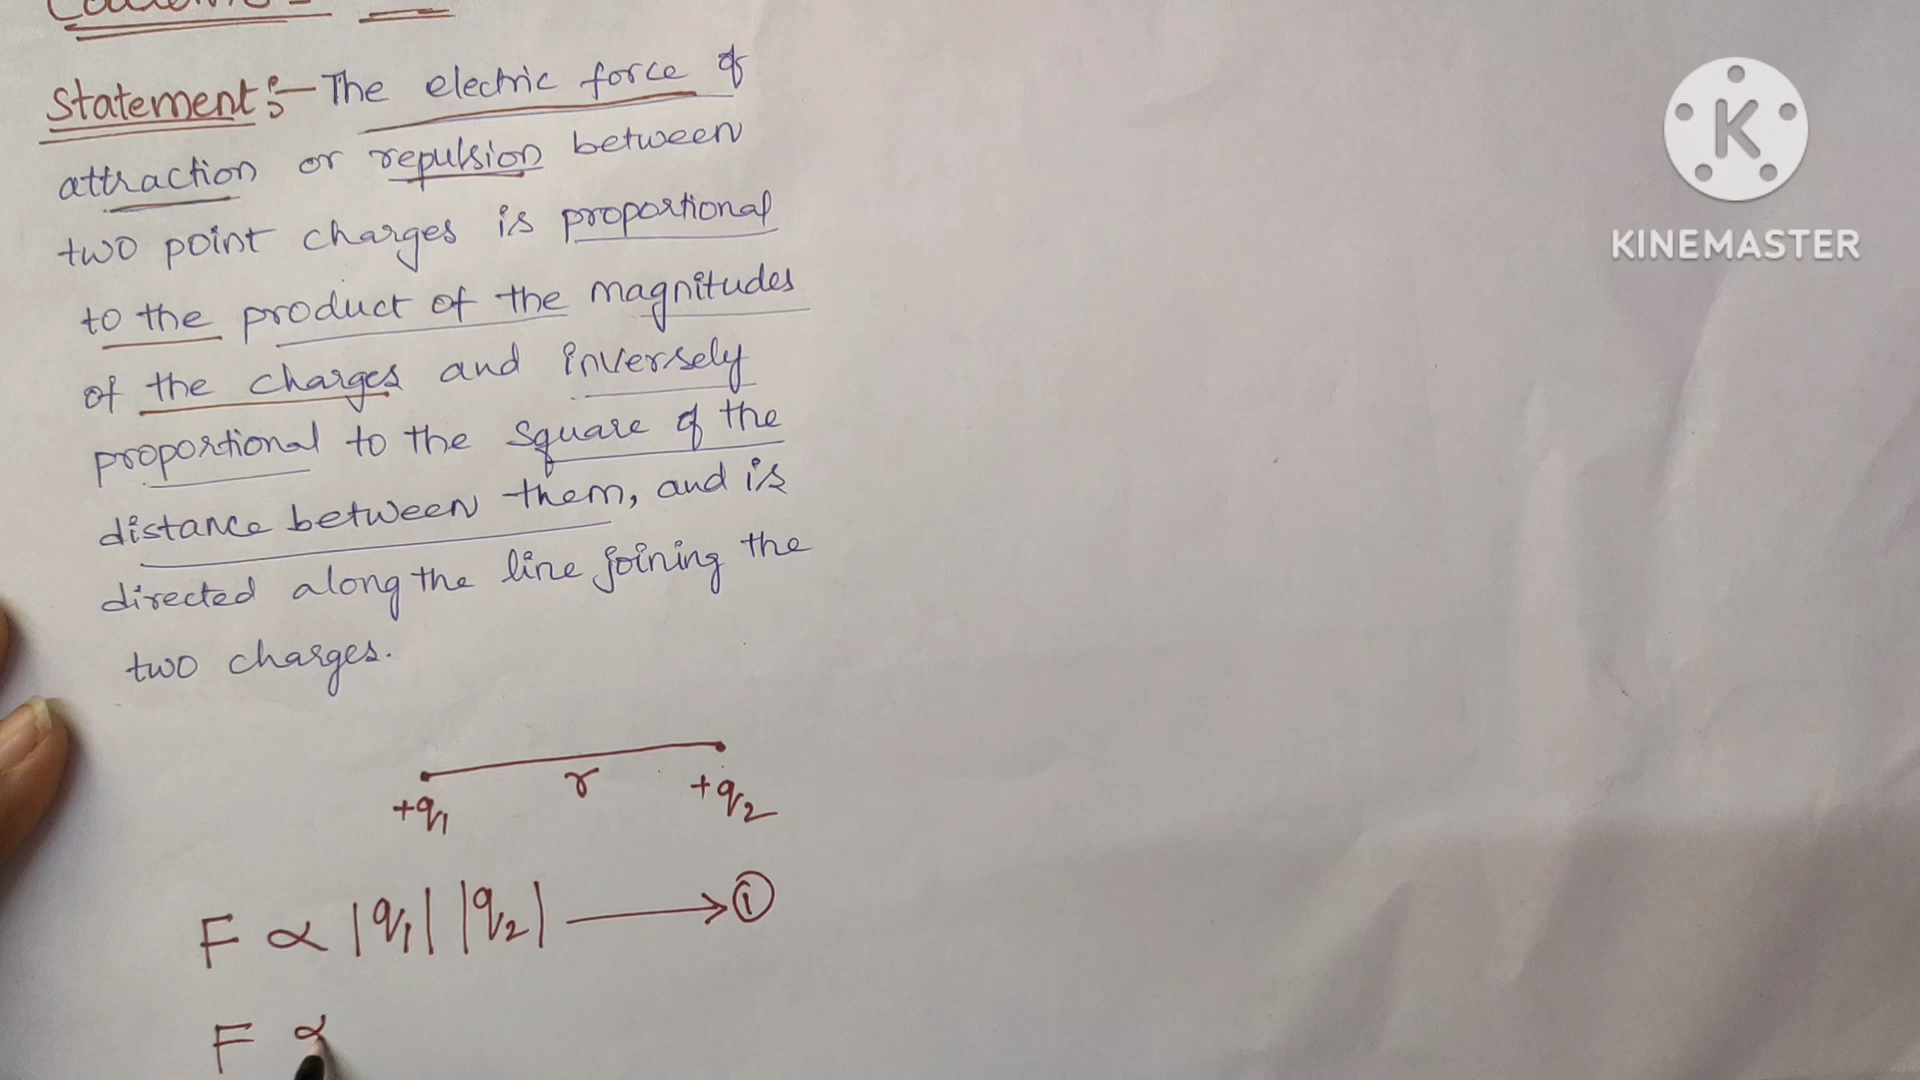 Statement :- The electric force of
attraction or repulsion between
two point charges is proportional
to the product of the magnitudes
of the charges and inversely
proportional to the square of the
distance between them, and is
directed along the line joining the
two charges.
+q1 r +q2
F ∝ |q1| |q2| ⟶ ①
F ∝
K
KINEMASTER